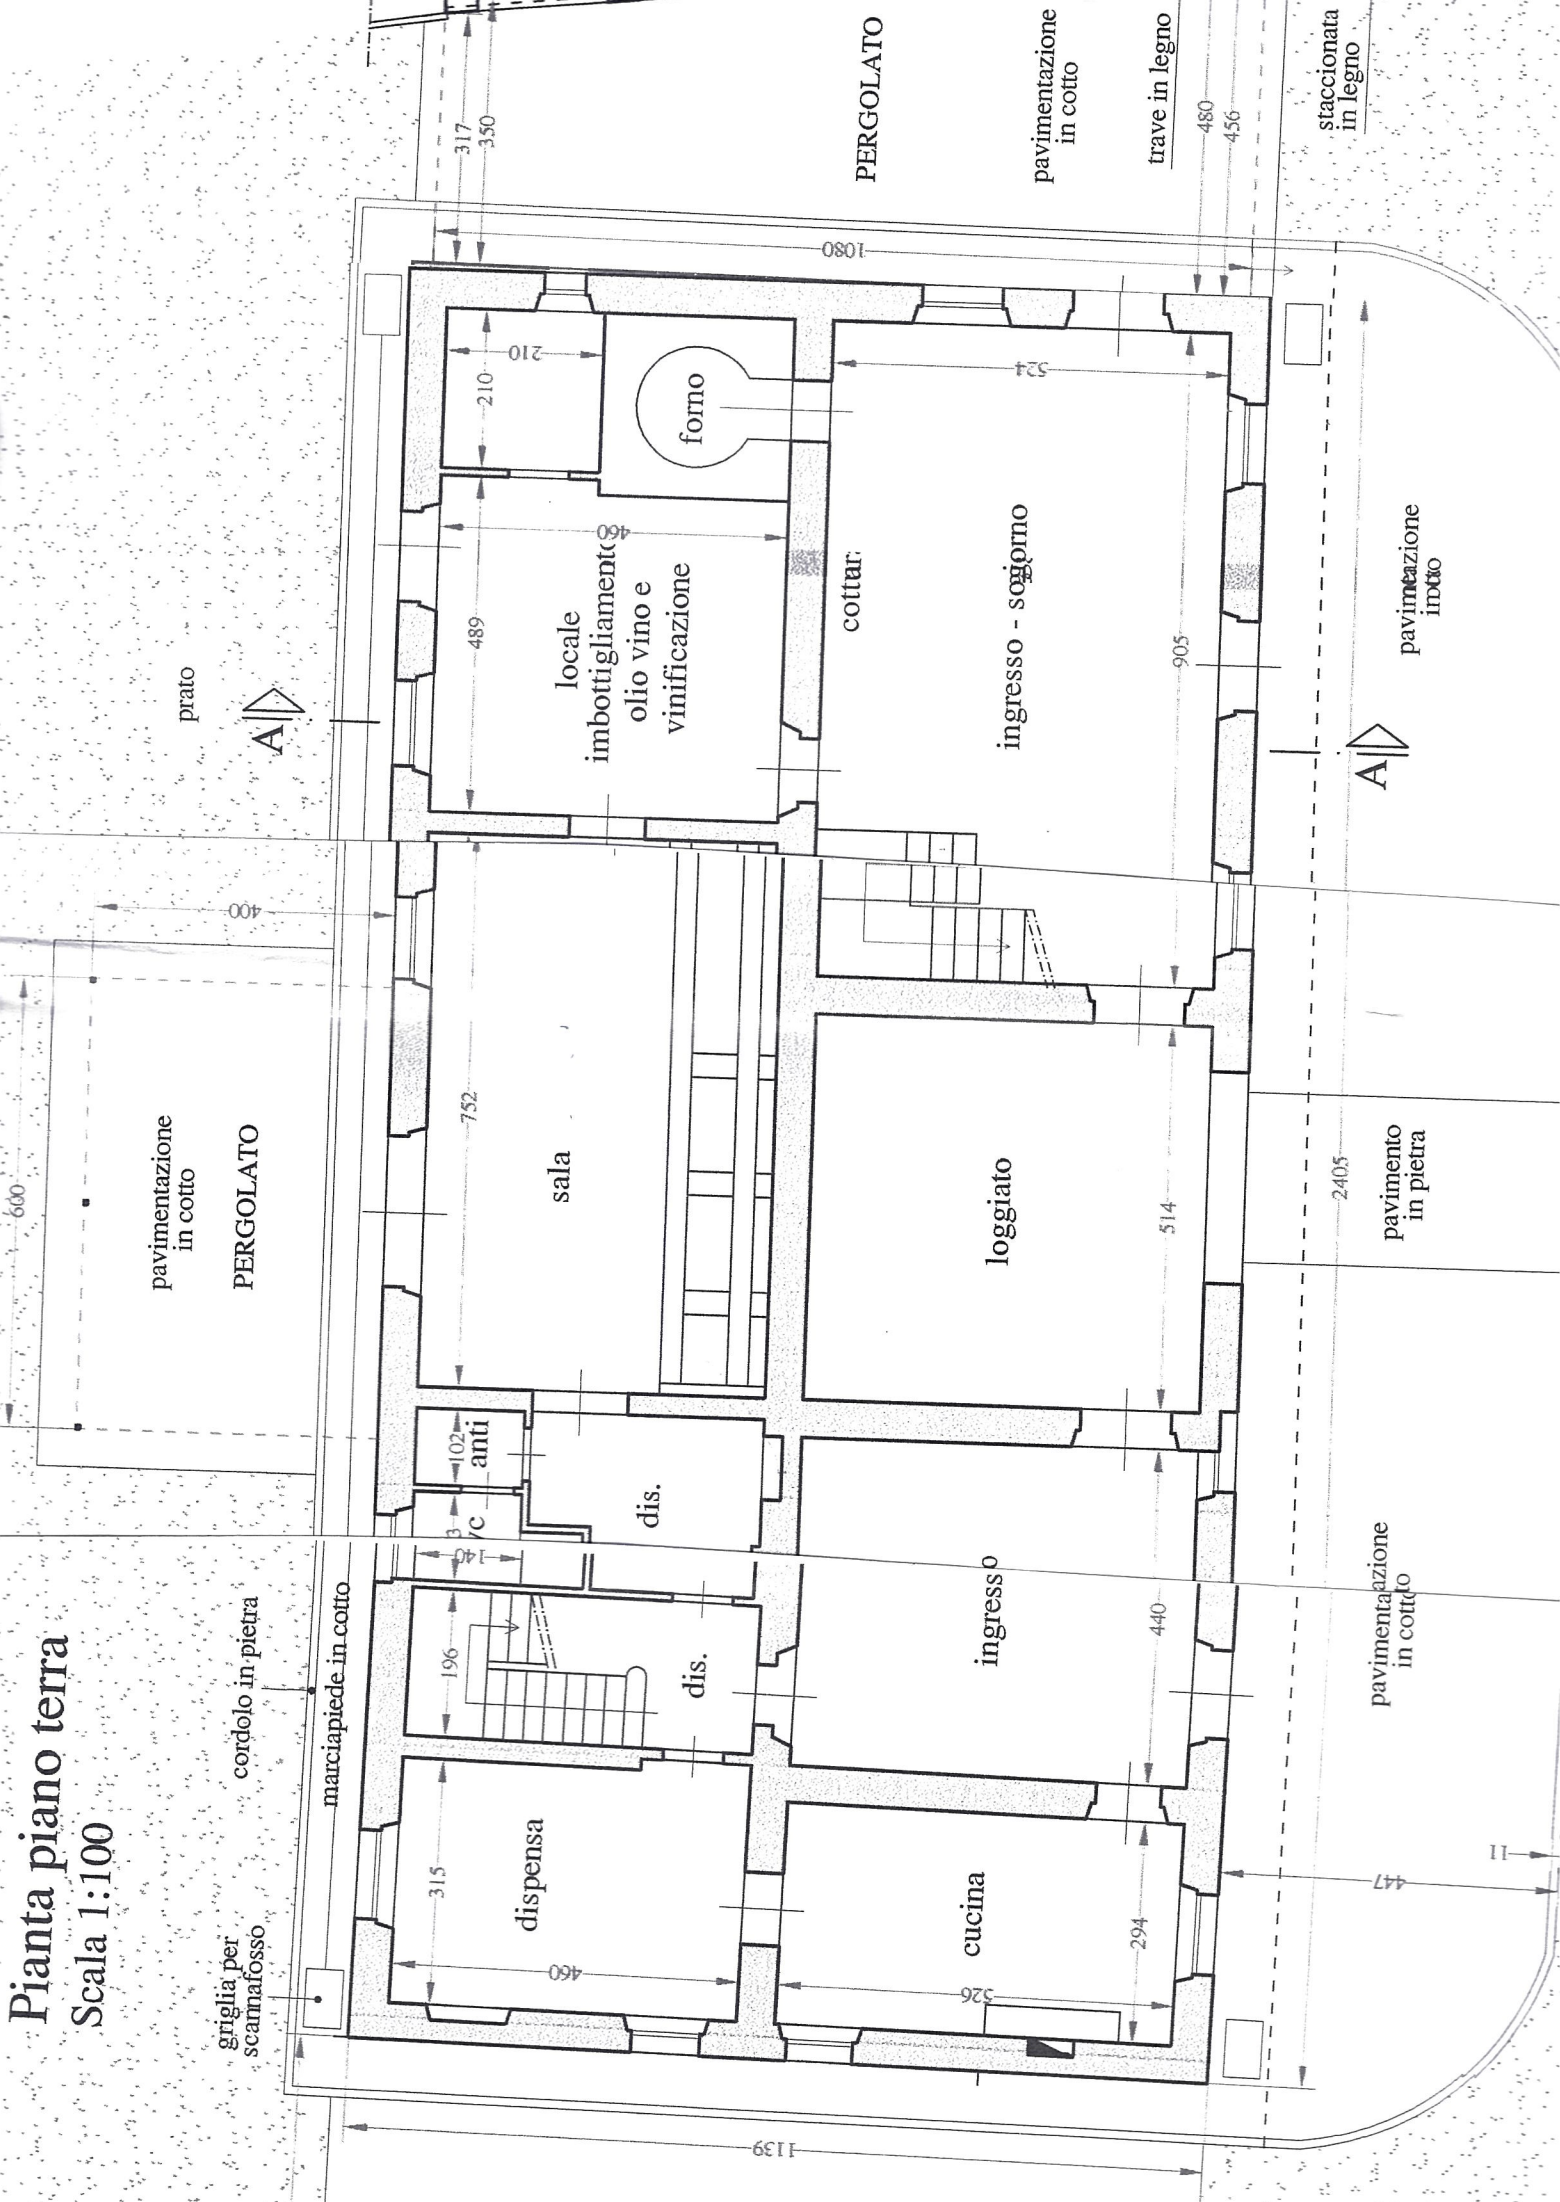 Pianta piano terra
Scala 1:100
griglia per
scannafosso
cordolo in pietra
marciapiede in cotto
600
pavimentazione
in cotto
PERGOLATO
400
prato
A
317
350
PERGOLATO
pavimentazione
in cotto
trave in legno
480
456
staccionata
in legno
1080
315
dispensa
460
196
dis.
140
102
anti
dis.
752
sala
489
locale
imbottigliamento
olio vino e
vinificazione
460
210
210
forno
cottura
ingresso - soggiorno
524
905
loggiato
514
ingresso
440
cucina
526
294
1139
pavimentazione
in cotto
447
11
pavimento
in pietra
2405
A
pavimentazione